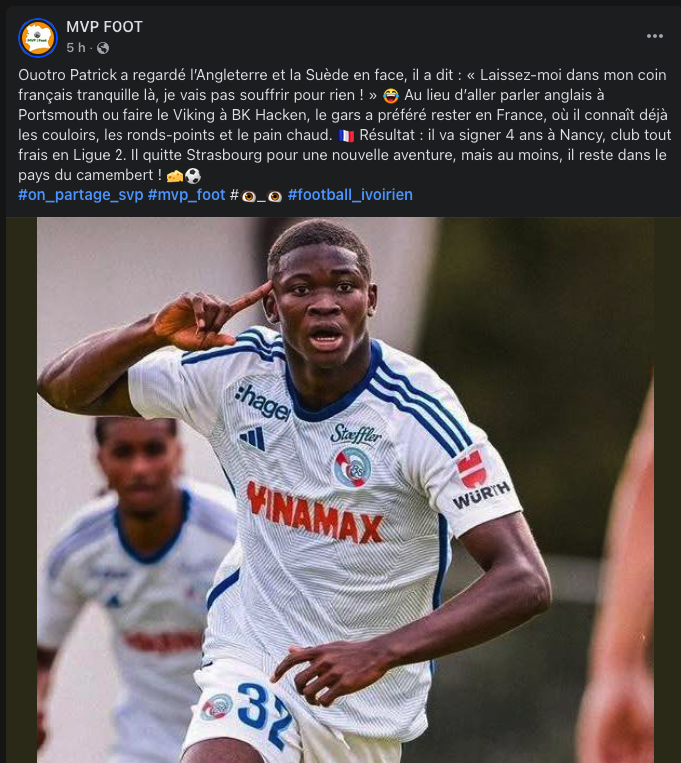 MVP FOOT
5 h ·
Ouotro Patrick a regardé l'Angleterre et la Suède en face, il a dit : « Laissez-moi dans mon coin
français tranquille là, je vais pas souffrir pour rien ! » 😂 Au lieu d'aller parler anglais à
Portsmouth ou faire le Viking à BK Hacken, le gars a préféré rester en France, où il connaît déjà
les couloirs, les ronds-points et le pain chaud. 🇫🇷 Résultat : il va signer 4 ans à Nancy, club tout
frais en Ligue 2. Il quitte Strasbourg pour une nouvelle aventure, mais au moins, il reste dans le
pays du camembert ! 🧀⚽
#on_partage_svp #mvp_foot #👁️_👁️ #football_ivoirien
:hager
Stœffler
WÜRTH
WINAMAX
32